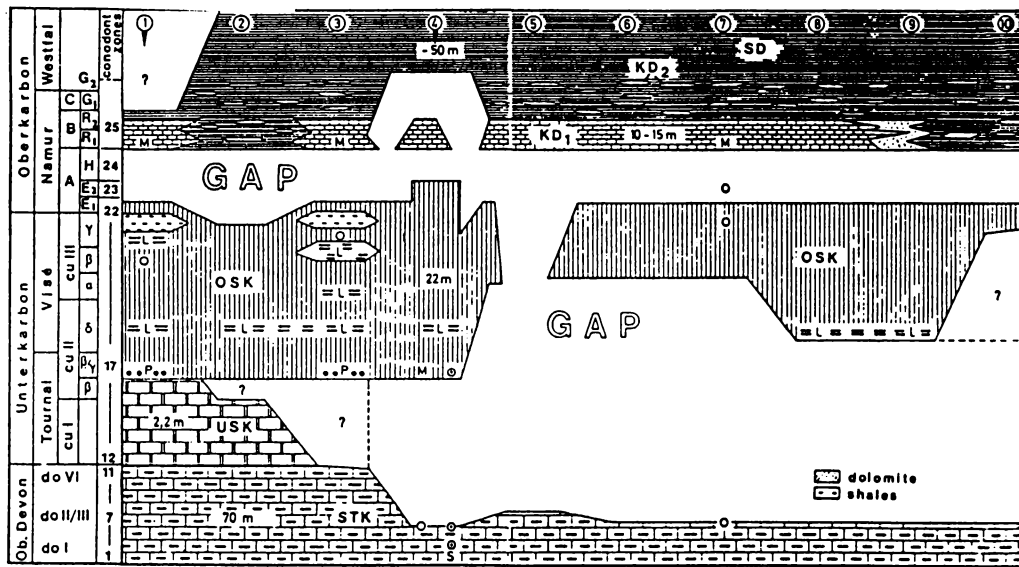 Oberkarbon
Unterkarbon
Ob. Devon
Westfal
Namur
Visé
Tournai
C
B
A
cu III
cu II
cu I
G₂
G₁
R₂
R₁
H
E₂
E₁
γ
β
α
δ
β/γ
β
do VI
do II/III
do I
conodont zones
25
24
23
22
17
12
11
7
1
1 2 3 4 5 6 7 8 9 10
?
-50 m
SD
KD₂
M M KD₁ 10-15m M
GAP
L
OSK 22m OSK
L
L ?
GAP
L L L L L L
P P M
?
2,2m USK ?
dolomite
shales
70 m STK
S